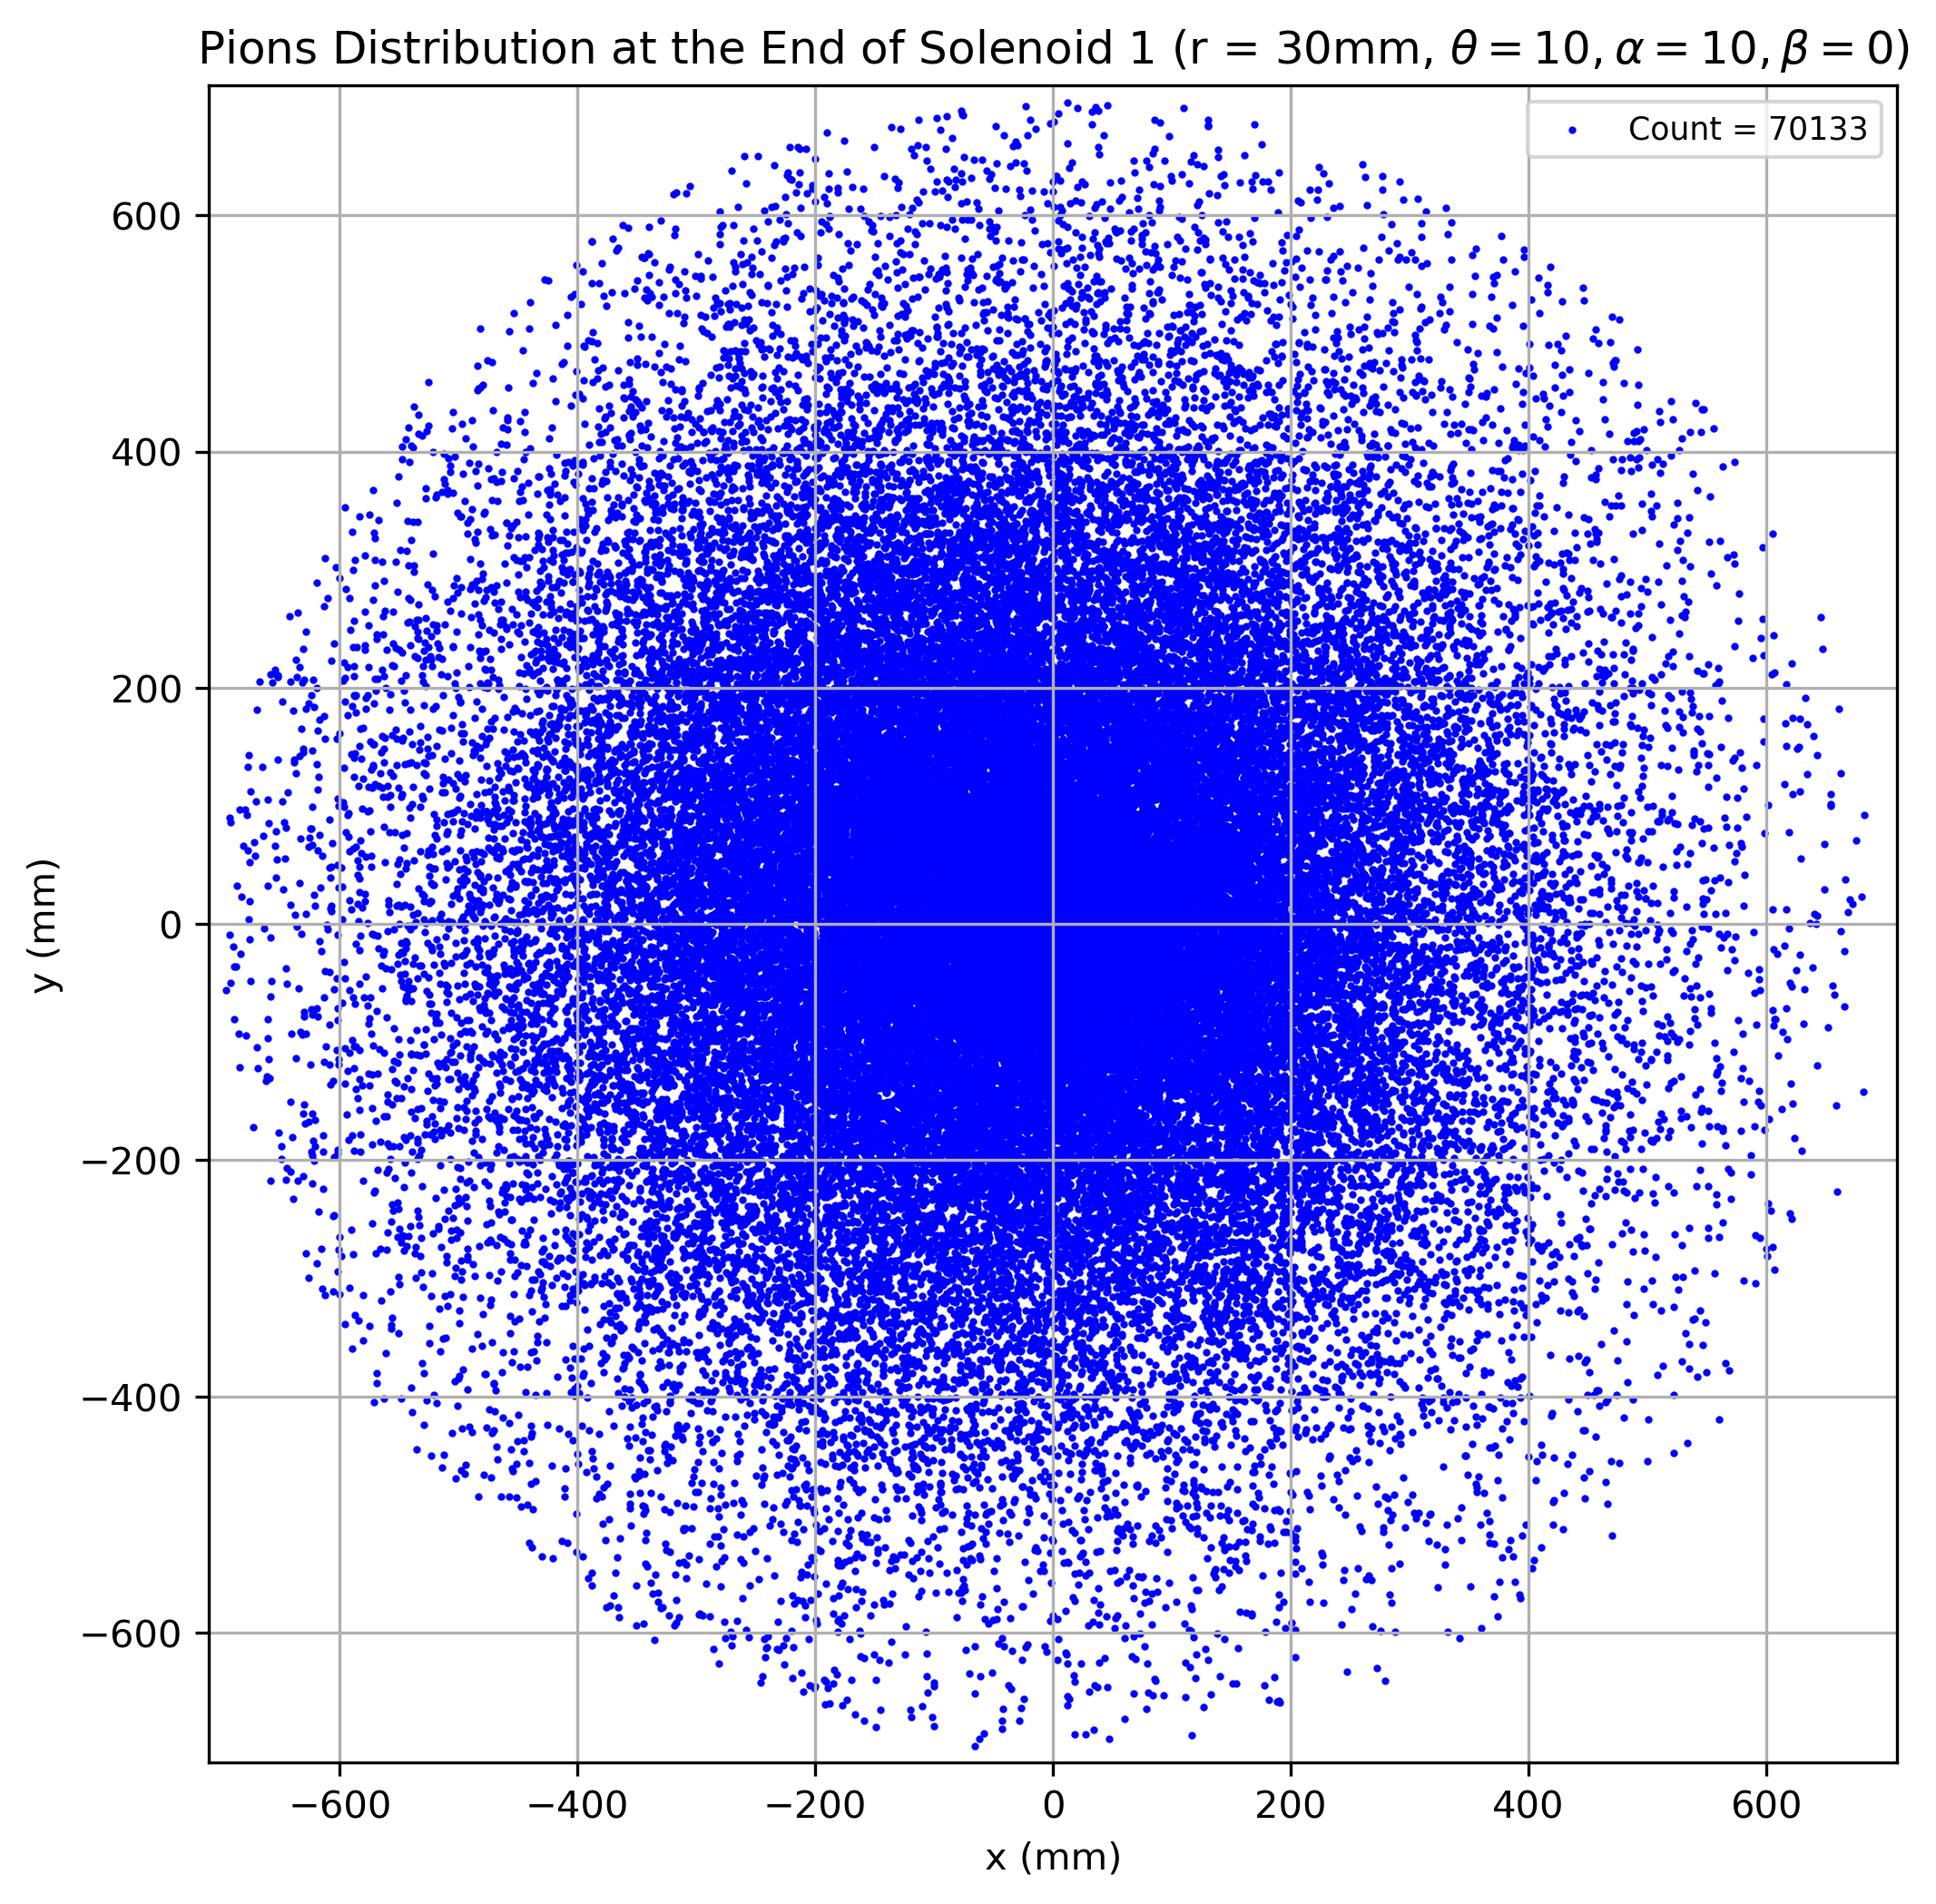 Pions Distribution at the End of Solenoid 1 (r = 30mm, θ = 10, α = 10, β = 0)
Count = 70133
600
400
200
0
−200
−400
−600
y (mm)
−600 −400 −200 0 200 400 600
x (mm)